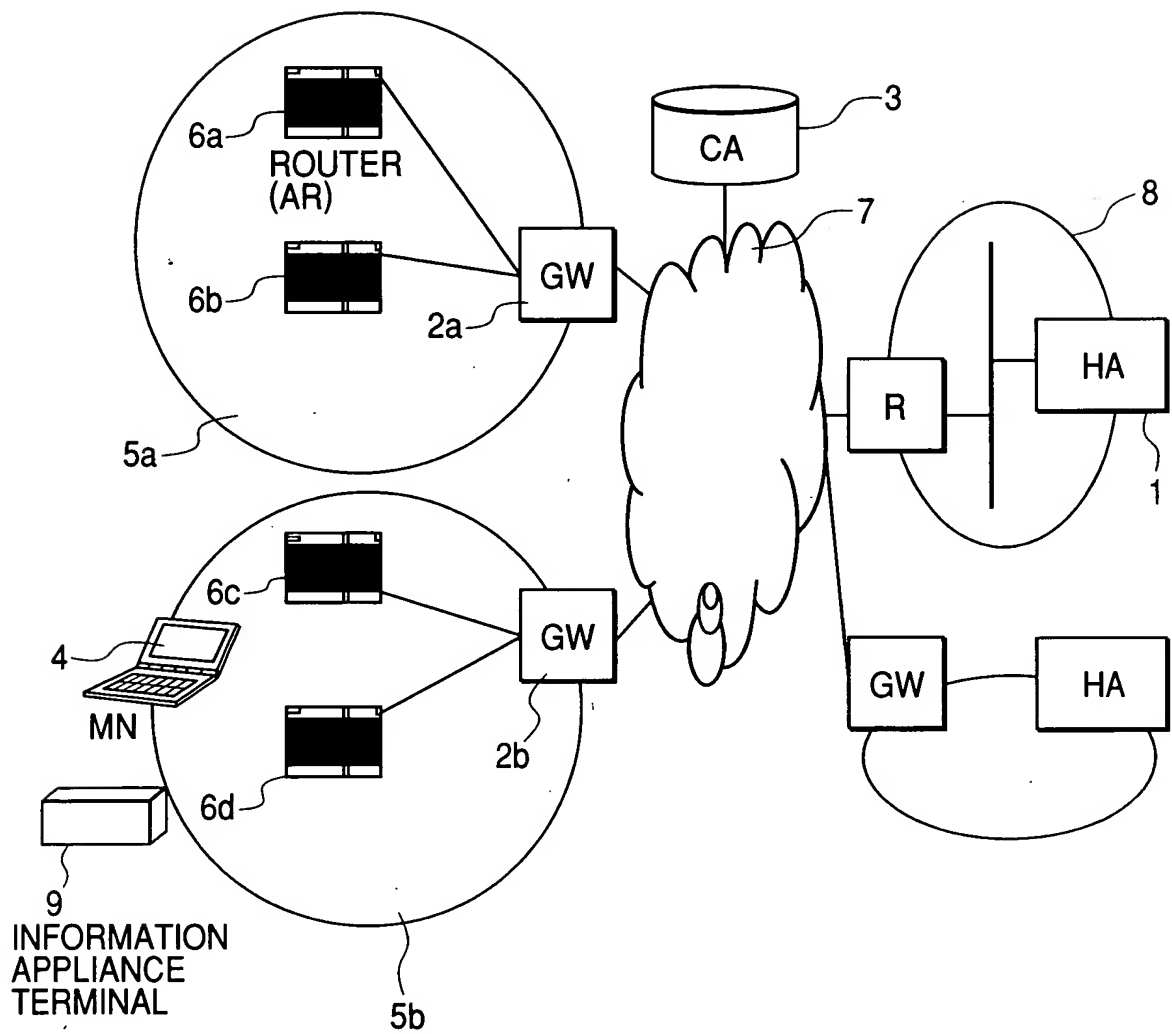 6a
ROUTER
(AR)
6b
GW
2a
5a
CA
3
7
8
R
HA
1
6c
4
MN
GW
2b
6d
9
INFORMATION
APPLIANCE
TERMINAL
5b
GW
HA